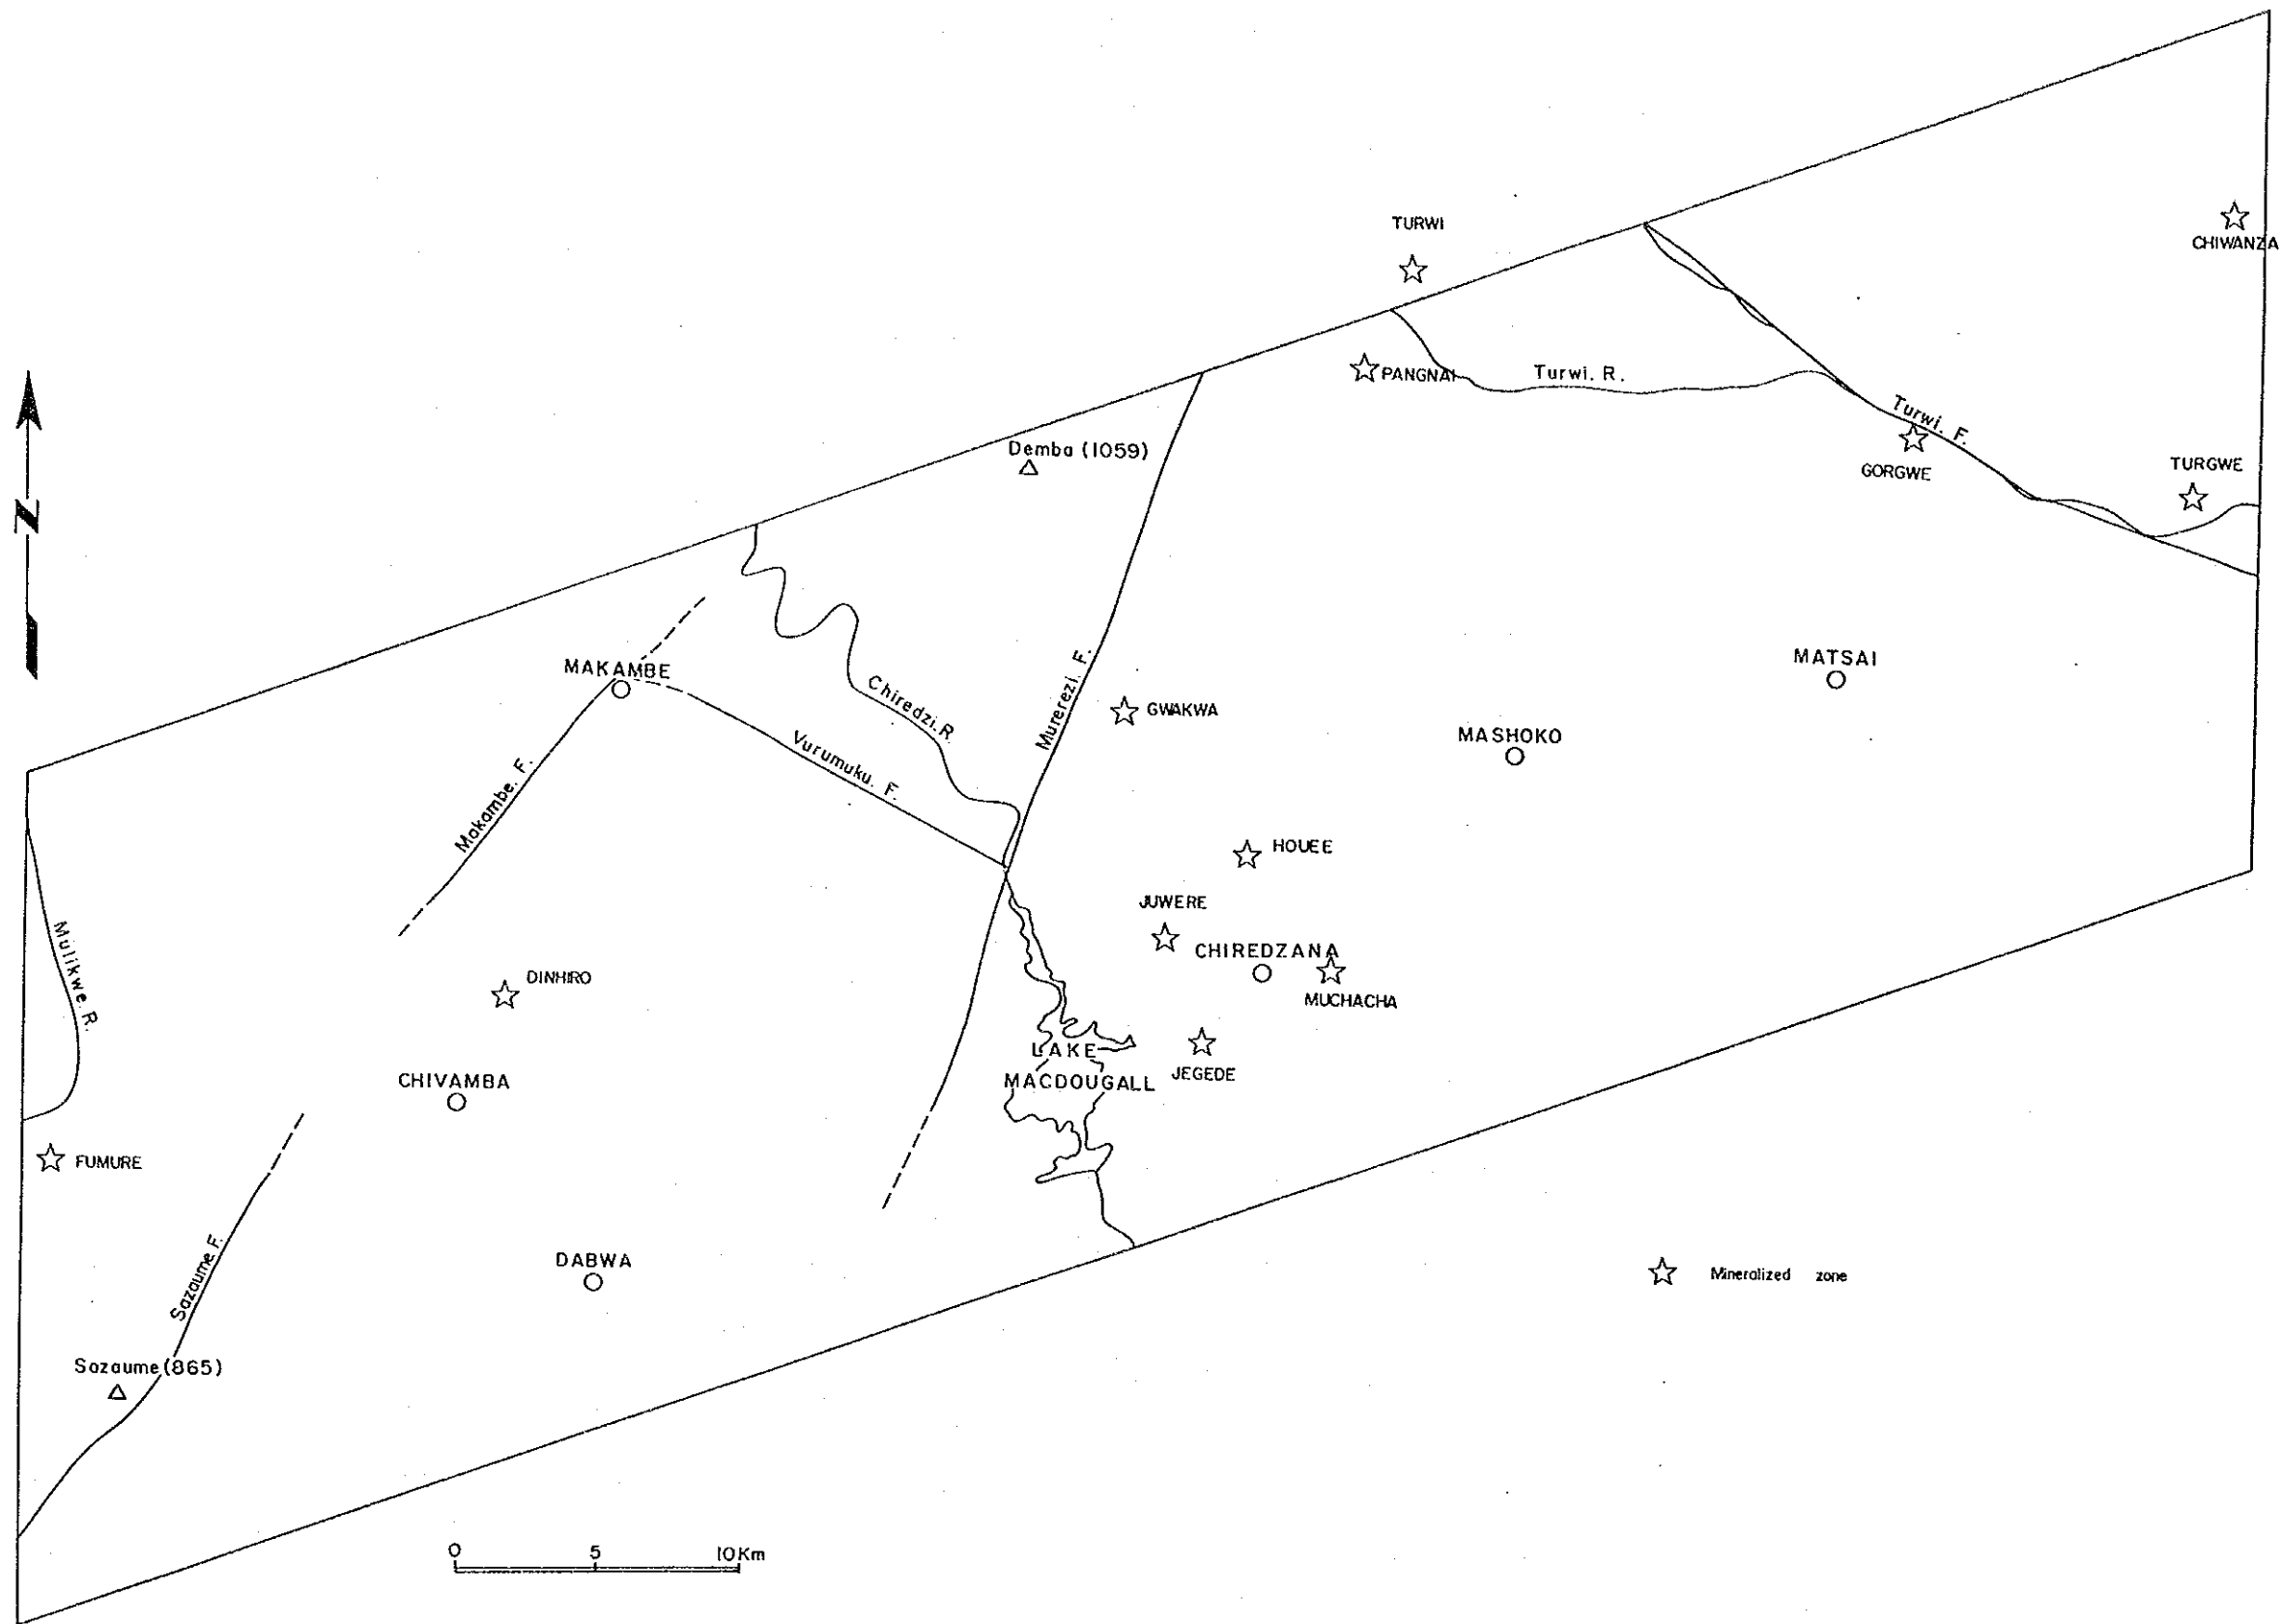 TURWI
CHIWANZA
PANGNAI
Turwi. R.
Turwi. F.
GORGWE
TURGWE
Demba (1059)
N
MAKAMBE
Chiredzi. R.
Murerezi. F.
GWAKWA
MATSAI
MASHOKO
Vurumuku. F.
Makambe. F.
HOUEE
JUWERE
CHIREDZANA
MUCHACHA
Mulikwe. R.
DINHIRO
LAKE
MACDOUGALL
JEGEDE
CHIVAMBA
FUMURE
Sazaume F.
DABWA
Mineralized zone
Sazaume (865)
0 5 10Km